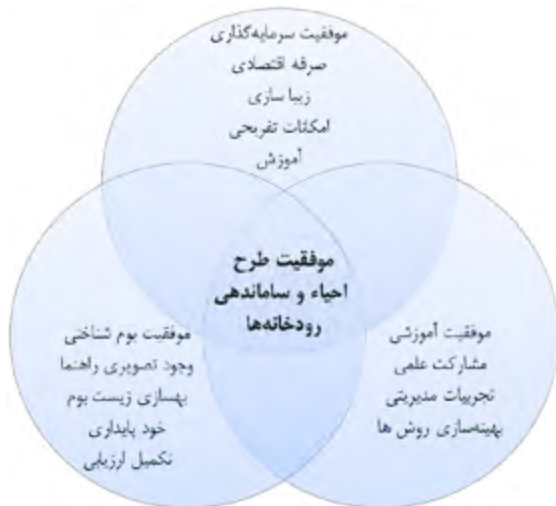 موفقیت سرمایه‌گذاری
صرفه اقتصادی
زیبا سازی
امکانات تفریحی
آموزش
موفقیت طرح
احیاء و ساماندهی
رودخانه‌ها
موفقیت آموزشی
مشارکت علمی
تجربیات مدیریتی
بهینه‌سازی روش ها
موفقیت بوم شناختی
وجود تصویری راهنما
بهسازی زیست بوم
خود پایداری
تکمیل ارزیابی